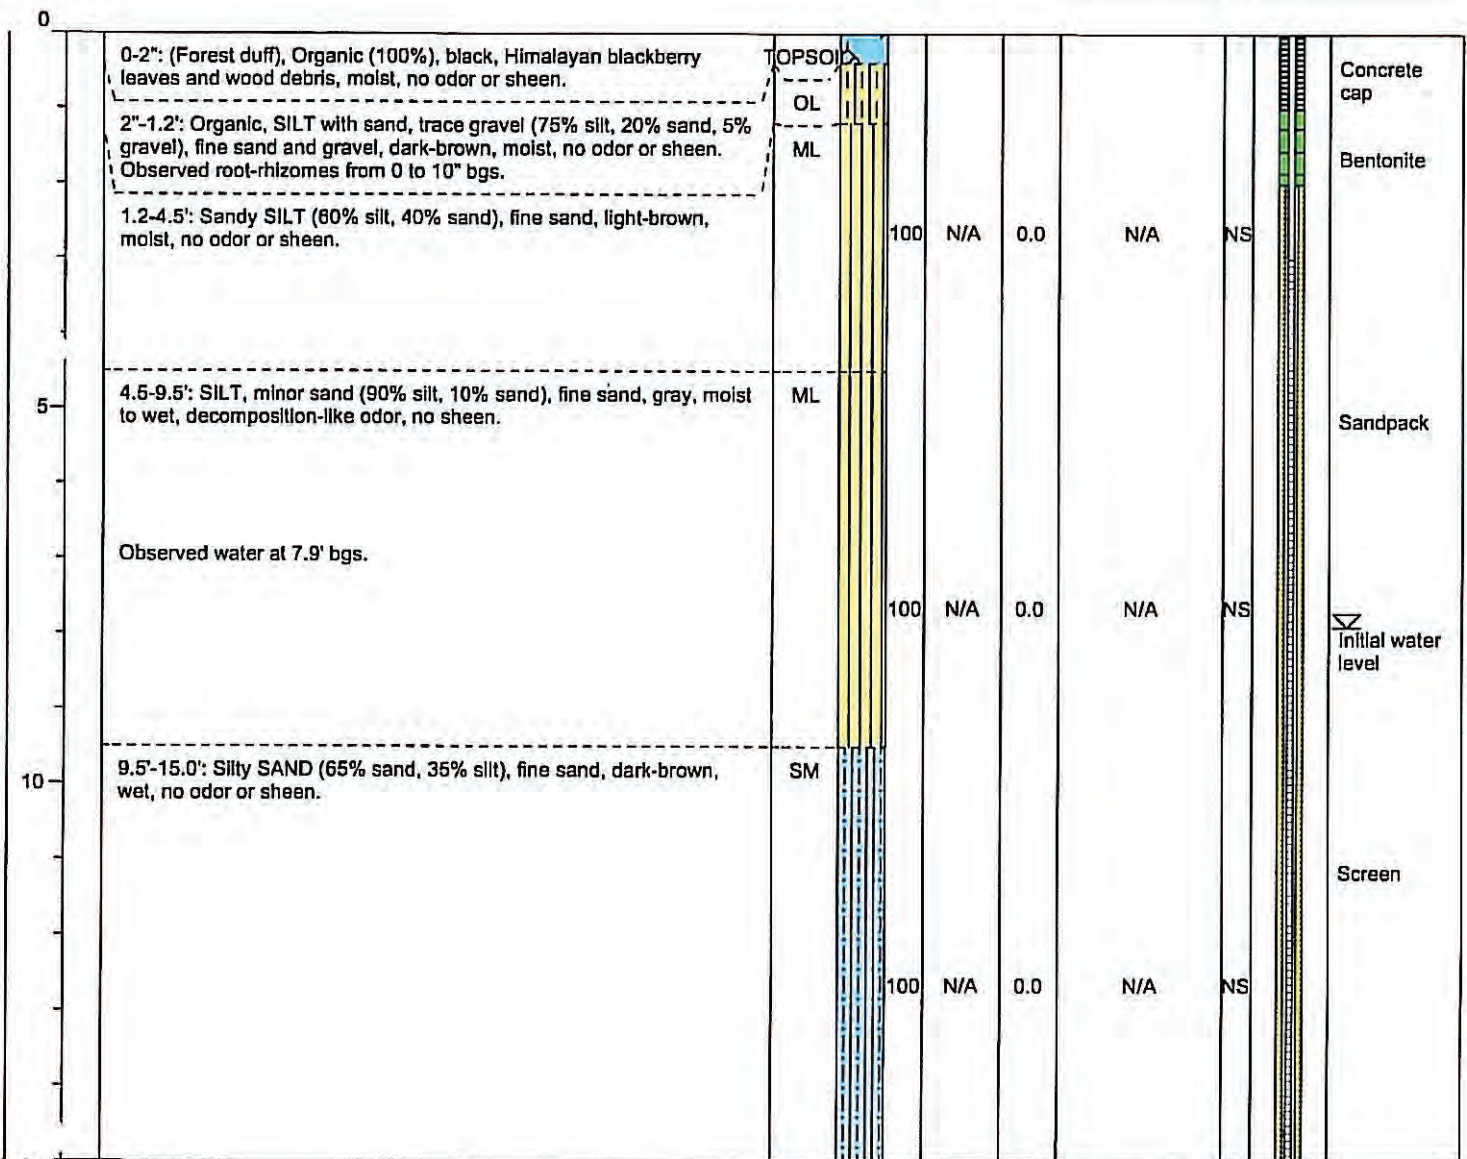 0
0-2": (Forest duff), Organic (100%), black, Himalayan blackberry
leaves and wood debris, moist, no odor or sheen.
TOPSOIL
Concrete
cap
OL
2"-1.2': Organic, SILT with sand, trace gravel (75% silt, 20% sand, 5%
gravel), fine sand and gravel, dark-brown, moist, no odor or sheen.
Observed root-rhizomes from 0 to 10" bgs.
ML
Bentonite
1.2-4.5': Sandy SILT (60% silt, 40% sand), fine sand, light-brown,
moist, no odor or sheen.
100 N/A 0.0 N/A NS
5
4.5-9.5': SILT, minor sand (90% silt, 10% sand), fine sand, gray, moist
to wet, decomposition-like odor, no sheen.
ML
Sandpack
Observed water at 7.9' bgs.
100 N/A 0.0 N/A NS
Initial water
level
10
9.5'-15.0': Silty SAND (65% sand, 35% silt), fine sand, dark-brown,
wet, no odor or sheen.
SM
Screen
100 N/A 0.0 N/A NS